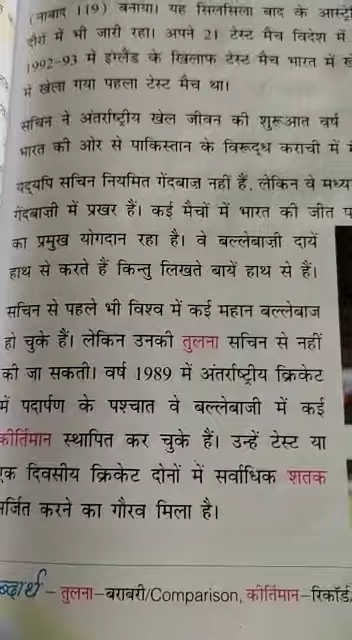 (नाबाद 119) बनाया। यह सिलसिला बाद के
दौरों में भी जारी रहा। अपने 21 टेस्ट मैच विदेश में
1992-93 में इंग्लैंड के खिलाफ टेस्ट मैच भारत में
में खेला गया पहला टेस्ट मैच था।
सचिन ने अंतर्राष्ट्रीय खेल जीवन की शुरूआत वर्ष
भारत की ओर से पाकिस्तान के विरूद्ध कराची में
यद्यपि सचिन नियमित गेंदबाज़ नहीं हैं, लेकिन वे मध्य
गेंदबाज़ी में प्रखर हैं। कई मैचों में भारत की जीत
का प्रमुख योगदान रहा है। वे बल्लेबाज़ी दायें
हाथ से करते हैं किन्तु लिखते बायें हाथ से हैं।
सचिन से पहले भी विश्व में कई महान बल्लेबाज
हो चुके हैं। लेकिन उनकी तुलना सचिन से नहीं
की जा सकती। वर्ष 1989 में अंतर्राष्ट्रीय क्रिकेट
में पदार्पण के पश्चात वे बल्लेबाजी में कई
कीर्तिमान स्थापित कर चुके हैं। उन्हें टेस्ट या
एक दिवसीय क्रिकेट दोनों में सर्वाधिक शतक
र्जित करने का गौरव मिला है।
ब्दार्थ – तुलना–बराबरी/Comparison, कीर्तिमान–रिकॉर्ड